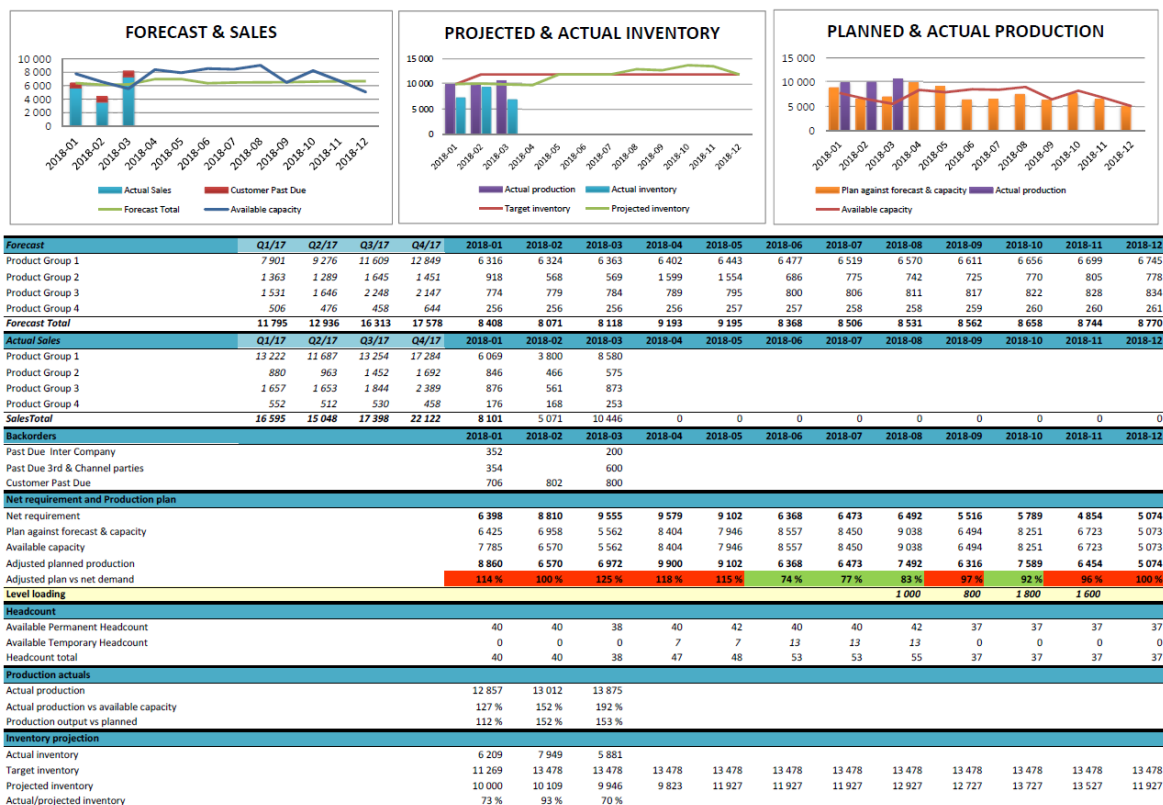 FORECAST & SALES
10 000
8 000
6 000
4 000
2 000
0
2018-01 2018-02 2018-03 2018-04 2018-05 2018-06 2018-07 2018-08 2018-09 2018-10 2018-11 2018-12
Actual Sales Customer Past Due
Forecast Total Available capacity
PROJECTED & ACTUAL INVENTORY
15 000
10 000
5 000
0
2018-01 2018-02 2018-03 2018-04 2018-05 2018-06 2018-07 2018-08 2018-09 2018-10 2018-11 2018-12
Actual production Actual inventory
Target inventory Projected inventory
PLANNED & ACTUAL PRODUCTION
15 000
10 000
5 000
0
2018-01 2018-02 2018-03 2018-04 2018-05 2018-06 2018-07 2018-08 2018-09 2018-10 2018-11 2018-12
Plan against forecast & capacity Actual production
Available capacity
Forecast Q1/17 Q2/17 Q3/17 Q4/17 2018-01 2018-02 2018-03 2018-04 2018-05 2018-06 2018-07 2018-08 2018-09 2018-10 2018-11 2018-12
Product Group 1 7 901 9 276 11 609 12 849 6 316 6 324 6 363 6 402 6 443 6 477 6 519 6 570 6 611 6 656 6 699 6 745
Product Group 2 1 363 1 289 1 645 1 451 918 568 569 1 599 1 554 686 775 742 725 770 805 778
Product Group 3 1 531 1 646 2 248 2 147 774 779 784 789 795 800 806 811 817 822 828 834
Product Group 4 506 476 458 644 256 256 256 256 257 257 258 258 259 260 260 261
Forecast Total 11 795 12 936 16 313 17 578 8 408 8 071 8 118 9 193 9 195 8 368 8 506 8 531 8 562 8 658 8 744 8 770
Actual Sales Q1/17 Q2/17 Q3/17 Q4/17 2018-01 2018-02 2018-03 2018-04 2018-05 2018-06 2018-07 2018-08 2018-09 2018-10 2018-11 2018-12
Product Group 1 13 222 11 687 13 254 17 284 6 069 3 800 8 580
Product Group 2 880 963 1 452 1 692 846 466 575
Product Group 3 1 657 1 653 1 844 2 389 876 561 873
Product Group 4 552 512 530 458 176 168 253
SalesTotal 16 595 15 048 17 398 22 122 8 101 5 071 10 446 0 0 0 0 0 0 0 0 0
Backorders 2018-01 2018-02 2018-03 2018-04 2018-05 2018-06 2018-07 2018-08 2018-09 2018-10 2018-11 2018-12
Past Due Inter Company 352 200
Past Due 3rd & Channel parties 354 600
Customer Past Due 706 802 800
Net requirement and Production plan
Net requirement 6 398 8 810 9 555 9 579 9 102 6 368 6 473 6 492 5 516 5 789 4 854 5 074
Plan against forecast & capacity 6 425 6 958 5 562 8 404 7 946 8 557 8 450 9 038 6 494 8 251 6 723 5 073
Available capacity 7 785 6 570 5 562 8 404 7 946 8 557 8 450 9 038 6 494 8 251 6 723 5 073
Adjusted planned production 8 860 6 570 6 972 9 900 9 102 6 368 6 473 7 492 6 316 7 589 6 454 5 074
Adjusted plan vs net demand 114 % 100 % 125 % 118 % 115 % 74 % 77 % 83 % 97 % 92 % 96 % 100 %
Level loading 1 000 800 1 800 1 600
Headcount
Available Permanent Headcount 40 40 38 40 42 40 40 42 37 37 37 37
Available Temporary Headcount 0 0 0 7 7 13 13 13 0 0 0 0
Headcount total 40 40 38 47 48 53 53 55 37 37 37 37
Production actuals
Actual production 12 857 13 012 13 875
Actual production vs available capacity 127 % 152 % 192 %
Production output vs planned 112 % 152 % 153 %
Inventory projection
Actual inventory 6 209 7 949 5 881
Target inventory 11 269 13 478 13 478 13 478 13 478 13 478 13 478 13 478 13 478 13 478 13 478 13 478
Projected inventory 10 000 10 109 9 946 9 823 11 927 11 927 11 927 12 927 12 727 13 727 13 527 11 927
Actual/projected inventory 73 % 93 % 70 %